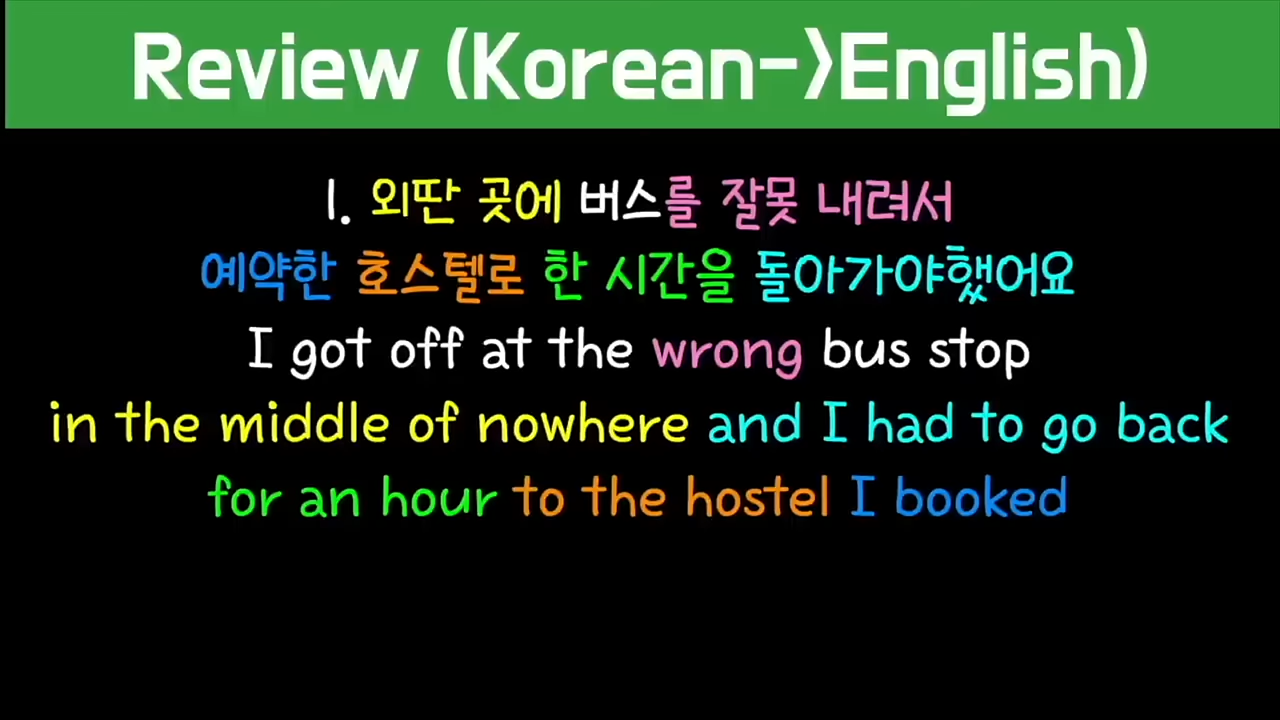 Review (Korean->English)
1. 외딴 곳에 버스를 잘못 내려서
예약한 호스텔로 한 시간을 돌아가야했어요
I got off at the wrong bus stop
in the middle of nowhere and I had to go back
for an hour to the hostel I booked